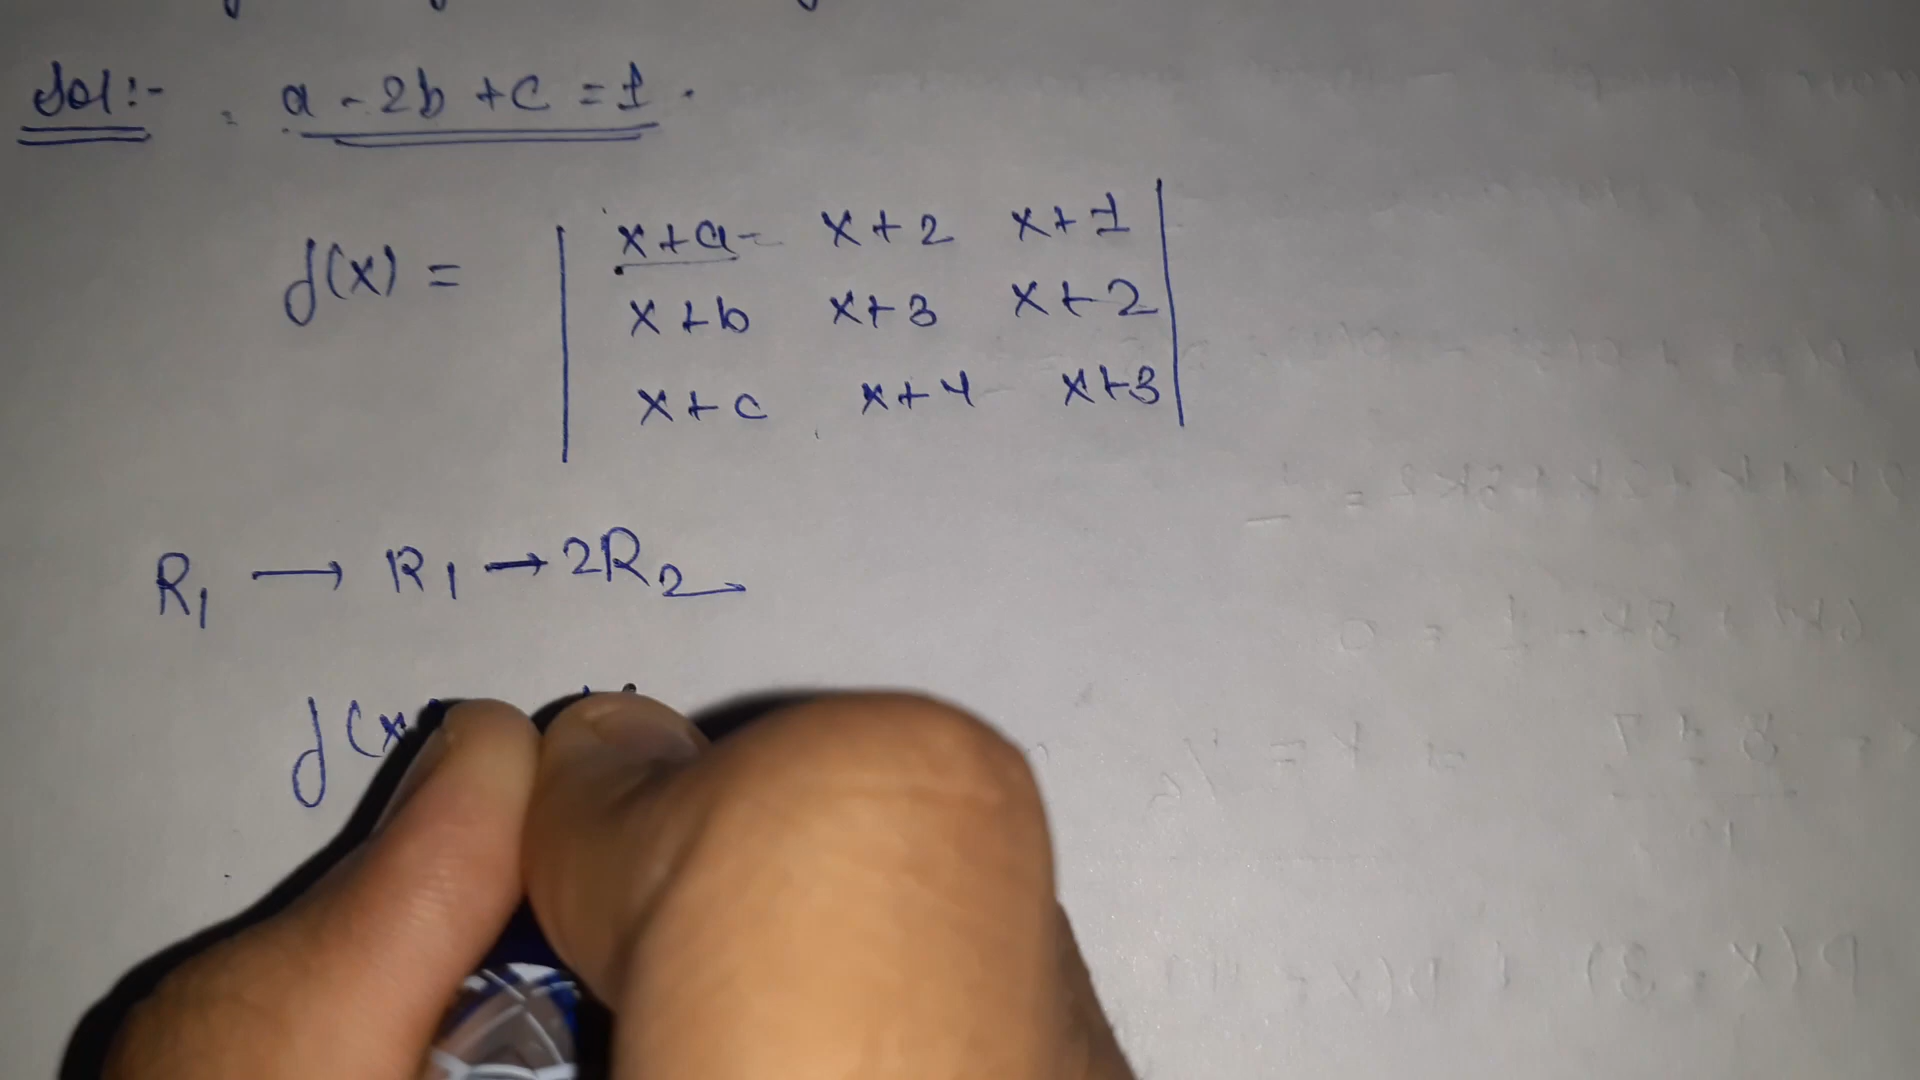 Sol:- a - 2b + c = 1.
f(x) = | x+a x+2 x+1 |
| x+b x+3 x+2 |
| x+c x+4 x+3 |
R₁ → R₁ → 2R₂
f(x